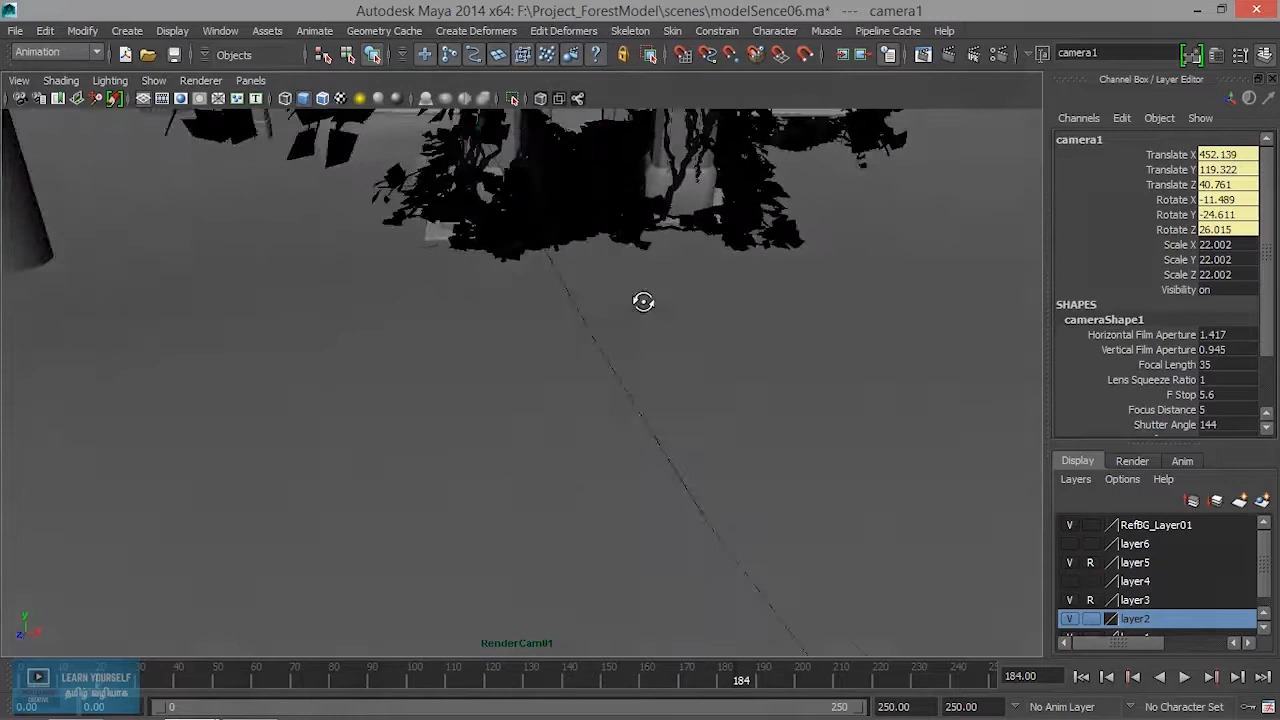 Autodesk Maya 2014 x64: F:\Project_ForestModel\scenes\modelSence06.ma* --- camera1
File Edit Modify Create Display Window Assets Animate Geometry Cache Create Deformers Edit Deformers Skeleton Skin Constrain Character Muscle Pipeline Cache Help
Animation Objects camera1
View Shading Lighting Show Renderer Panels
Channel Box / Layer Editor
Channels Edit Object Show
camera1
Translate X 452.139
Translate Y 119.322
Translate Z 40.761
Rotate X -11.489
Rotate Y -24.611
Rotate Z 26.015
Scale X 22.002
Scale Y 22.002
Scale Z 22.002
Visibility on
SHAPES
cameraShape1
Horizontal Film Aperture 1.417
Vertical Film Aperture 0.945
Focal Length 35
Lens Squeeze Ratio 1
F Stop 5.6
Focus Distance 5
Shutter Angle 144
Display Render Anim
Layers Options Help
V RefBG_Layer01
layer6
V R layer5
layer4
V R layer3
V layer2
y
z
RenderCam01
10 20 30 40 50 60 70 80 90 100 110 120 130 140 150 160 170 180 190 200 210 220 230 240 25
184
184.00
LEARN YOURSELF
தமிழ் வழியாக
CREATIVE
0.00 0.00 0 250 250.00 250.00 No Anim Layer No Character Set